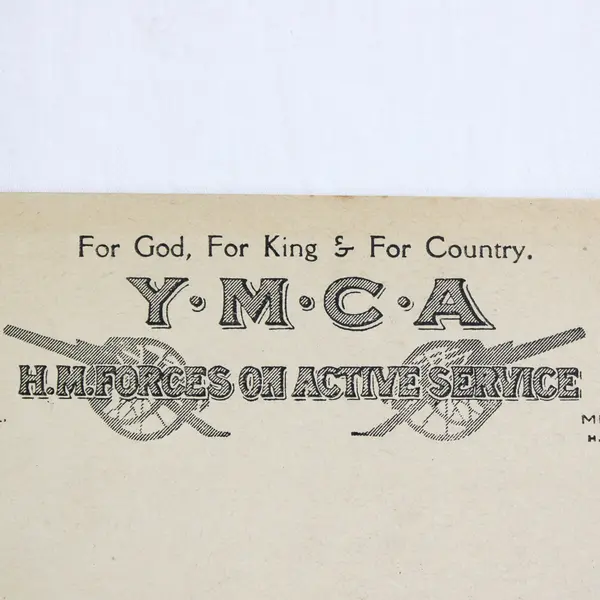 For God, For King & For Country.
Y·M·C·A
H.M. FORCES ON ACTIVE SERVICE